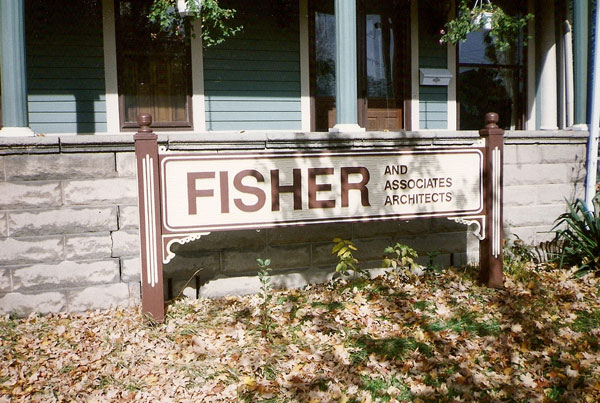 FISHER
AND
ASSOCIATES
ARCHITECTS